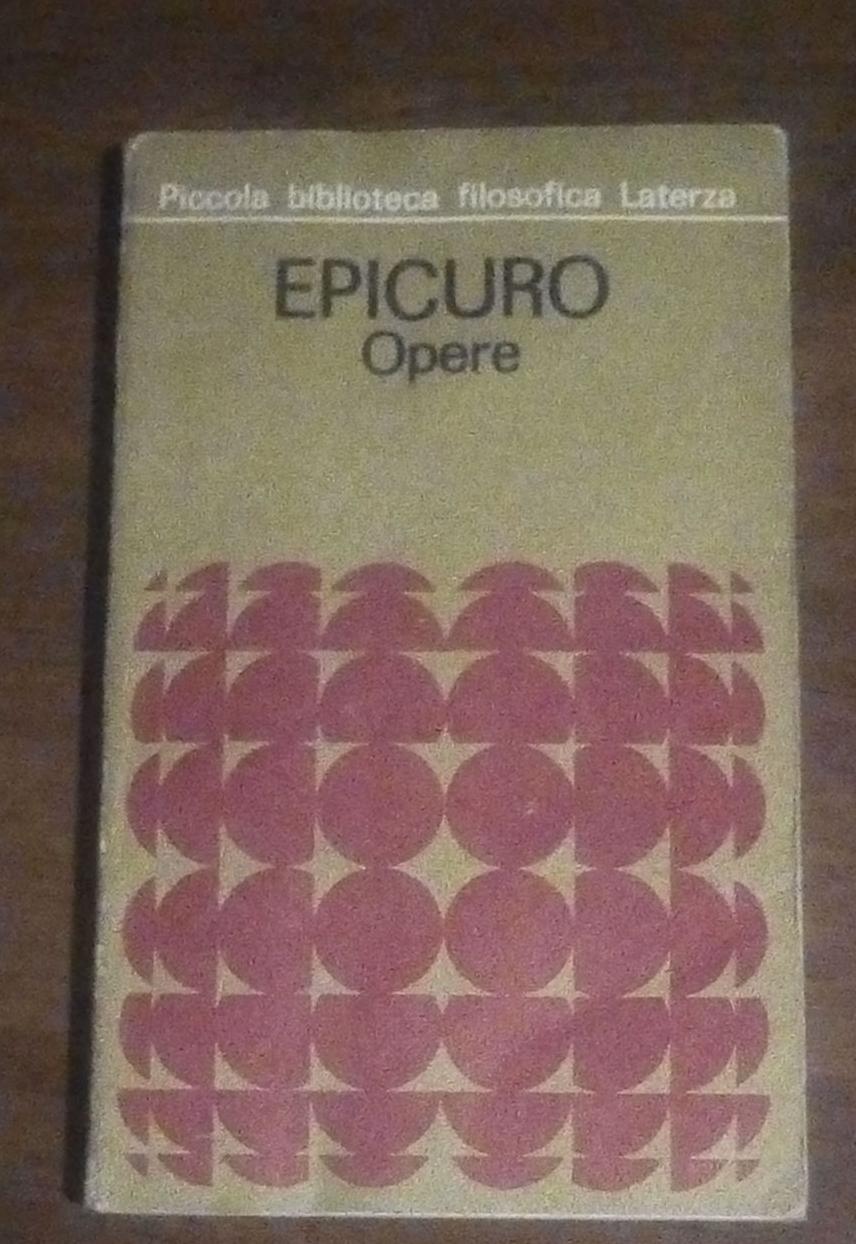 Piccola biblioteca filosofica Laterza
EPICURO
Opere